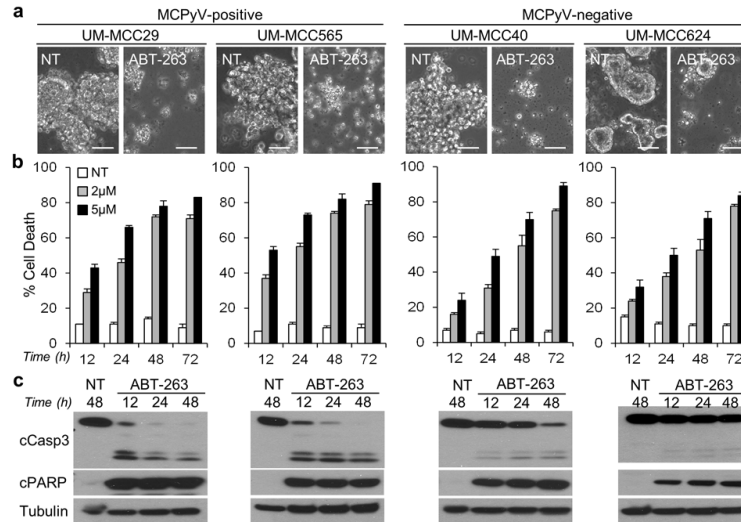 a
MCPyV-positive MCPyV-negative
UM-MCC29 UM-MCC565 UM-MCC40 UM-MCC624
NT ABT-263 NT ABT-263 NT ABT-263 NT ABT-263
b
100 100 100 100
NT
2µM
5µM
80 80 80 80
60 60 60 60
40 40 40 40
20 20 20 20
0 0 0 0
% Cell Death
Time (h) 12 24 48 72 12 24 48 72 12 24 48 72 12 24 48 72
c
NT ABT-263 NT ABT-263 NT ABT-263 NT ABT-263
Time (h) 48 12 24 48 48 12 24 48 48 12 24 48 48 12 24 48
cCasp3
cPARP
Tubulin